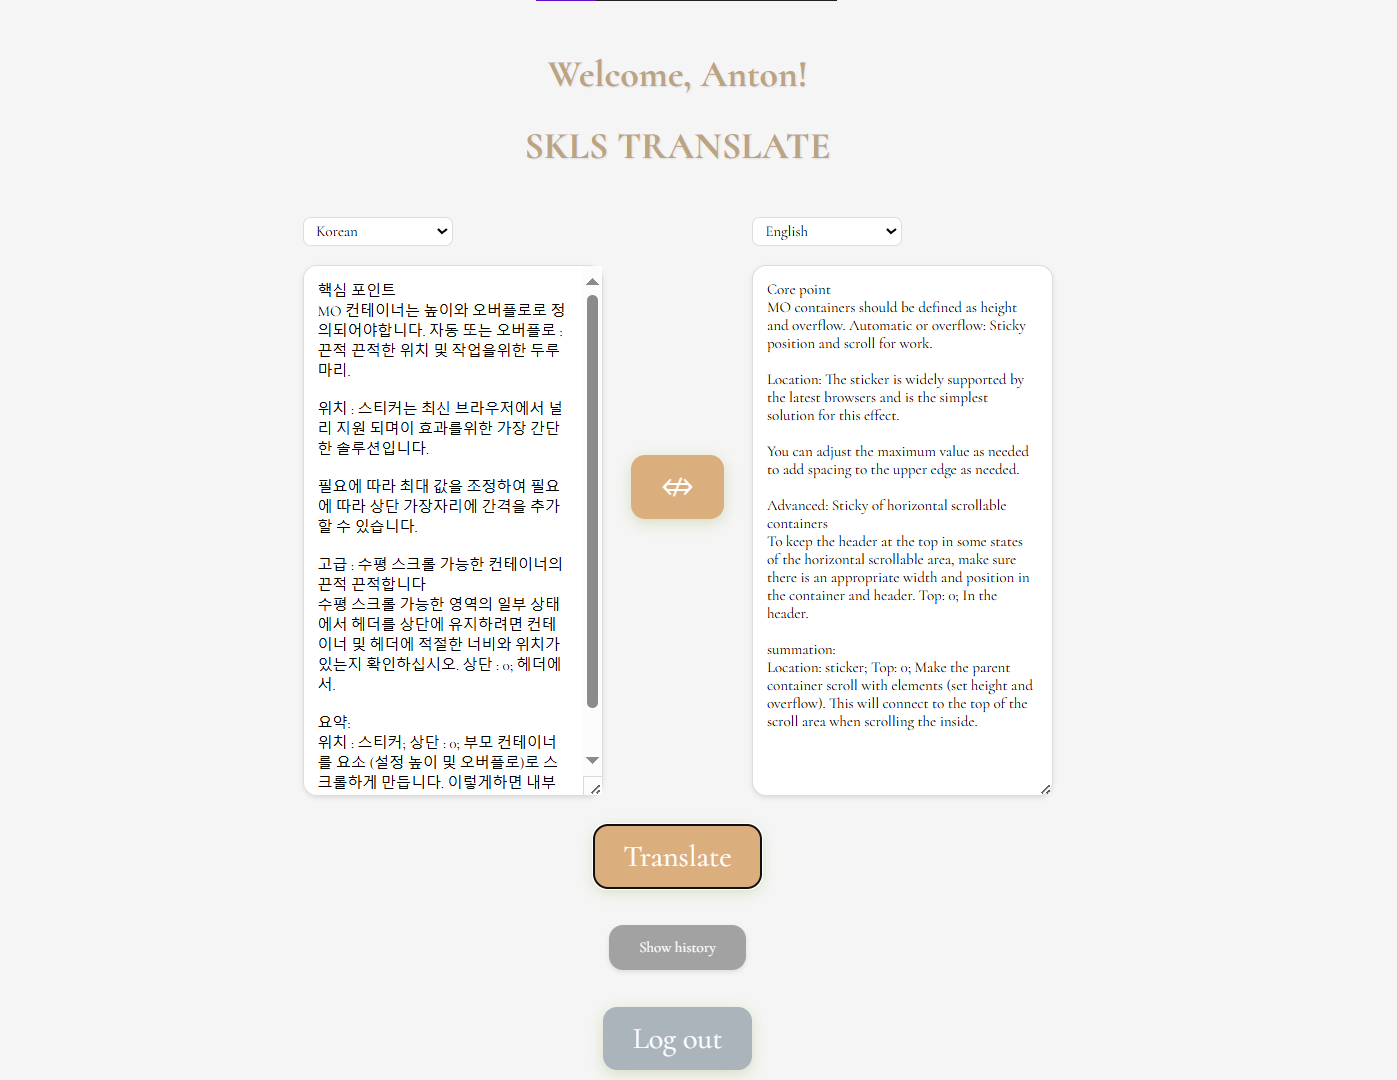 Welcome, Anton!
SKLS TRANSLATE
Korean
English
핵심 포인트
MO 컨테이너는 높이와 오버플로로 정
의되어야합니다. 자동 또는 오버플로 :
끈적 끈적한 위치 및 작업을위한 두루
마리.
위치 : 스티커는 최신 브라우저에서 널
리 지원 되며이 효과를위한 가장 간단
한 솔루션입니다.
필요에 따라 최대 값을 조정하여 필요
에 따라 상단 가장자리에 간격을 추가
할 수 있습니다.
고급 : 수평 스크롤 가능한 컨테이너의
끈적 끈적합니다
수평 스크롤 가능한 영역의 일부 상태
에서 헤더를 상단에 유지하려면 컨테
이너 및 헤더에 적절한 너비와 위치가
있는지 확인하십시오. 상단 : 0; 헤더에
서.
요약:
위치 : 스티커; 상단 : 0; 부모 컨테이너
를 요소 (설정 높이 및 오버플로)로 스
크롤하게 만듭니다. 이렇게하면 내부
Core point
MO containers should be defined as height
and overflow. Automatic or overflow: Sticky
position and scroll for work.
Location: The sticker is widely supported by
the latest browsers and is the simplest
solution for this effect.
You can adjust the maximum value as needed
to add spacing to the upper edge as needed.
Advanced: Sticky of horizontal scrollable
containers
To keep the header at the top in some states
of the horizontal scrollable area, make sure
there is an appropriate width and position in
the container and header. Top: 0; In the
header.
summation:
Location: sticker; Top: 0; Make the parent
container scroll with elements (set height and
overflow). This will connect to the top of the
scroll area when scrolling the inside.
Translate
Show history
Log out